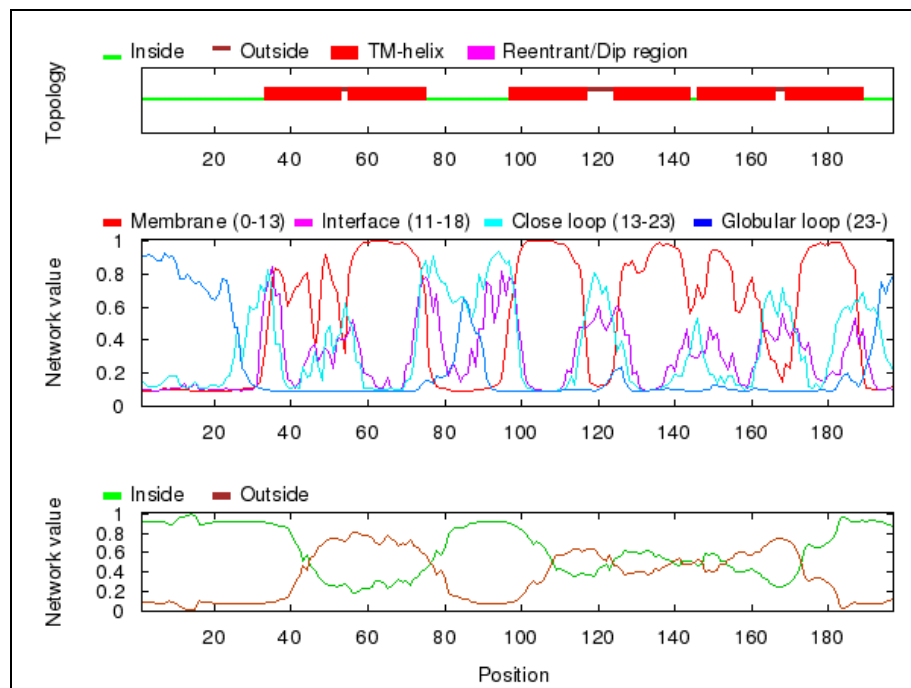 Inside Outside TM-helix Reentrant/Dip region
Topology
20 40 60 80 100 120 140 160 180
Membrane (0-13) Interface (11-18) Close loop (13-23) Globular loop (23-)
Network value
1
0.8
0.6
0.4
0.2
0
20 40 60 80 100 120 140 160 180
Inside Outside
Network value
1
0.8
0.6
0.4
0.2
0
20 40 60 80 100 120 140 160 180
Position